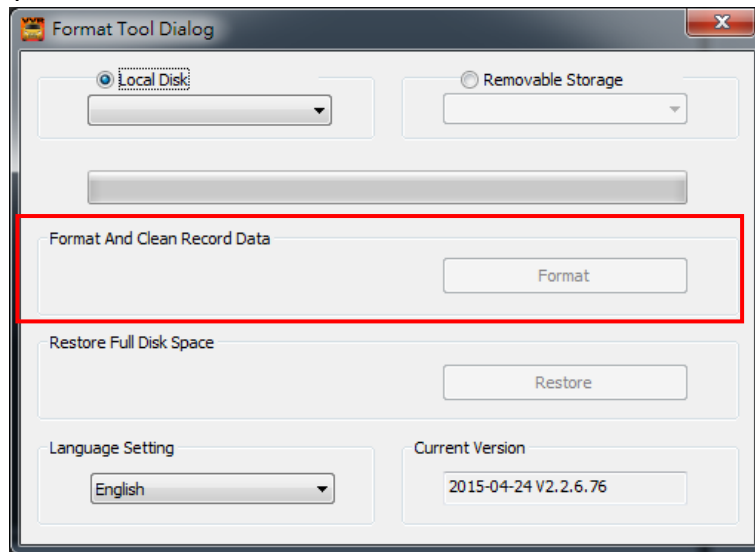 VVR
Format Tool Dialog
Local Disk
Removable Storage
Format And Clean Record Data
Format
Restore Full Disk Space
Restore
Language Setting
Current Version
English
2015-04-24 V2.2.6.76